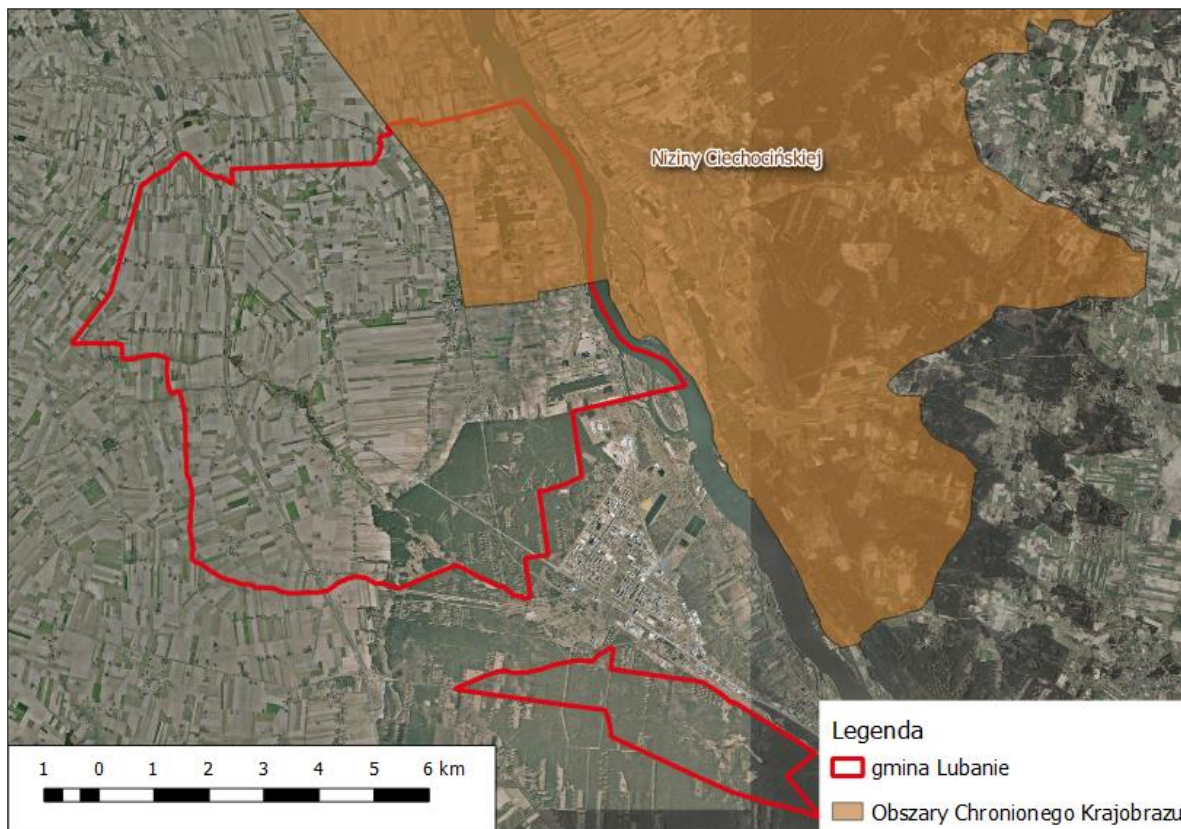 Niziny Ciechocińskiej
1 0 1 2 3 4 5 6 km
Legenda
gmina Lubanie
Obszary Chronionego Krajobrazu